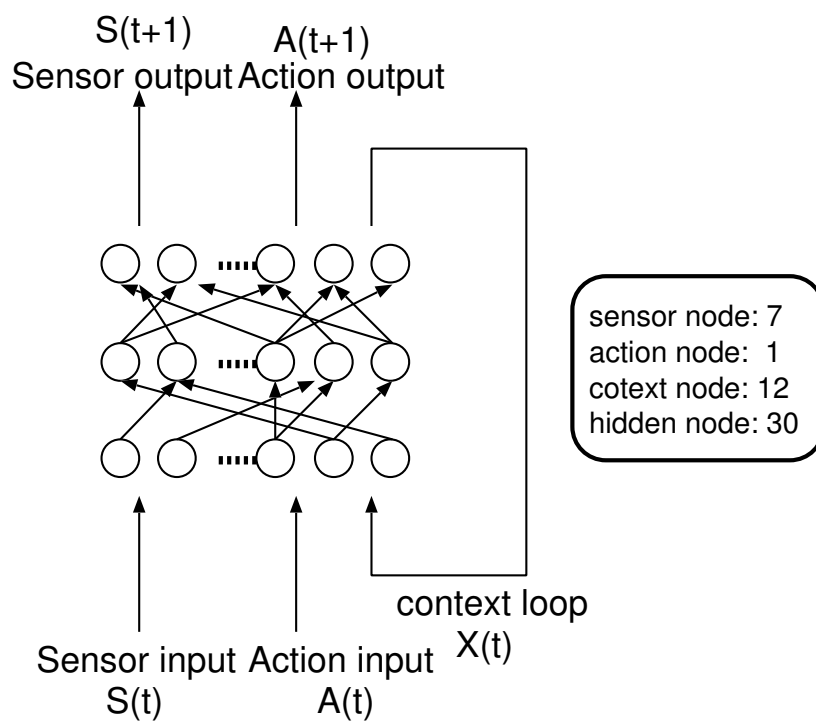 S(t+1)
A(t+1)
Sensor output
Action output
sensor node: 7
action node: 1
cotext node: 12
hidden node: 30
context loop
X(t)
Sensor input
Action input
S(t)
A(t)